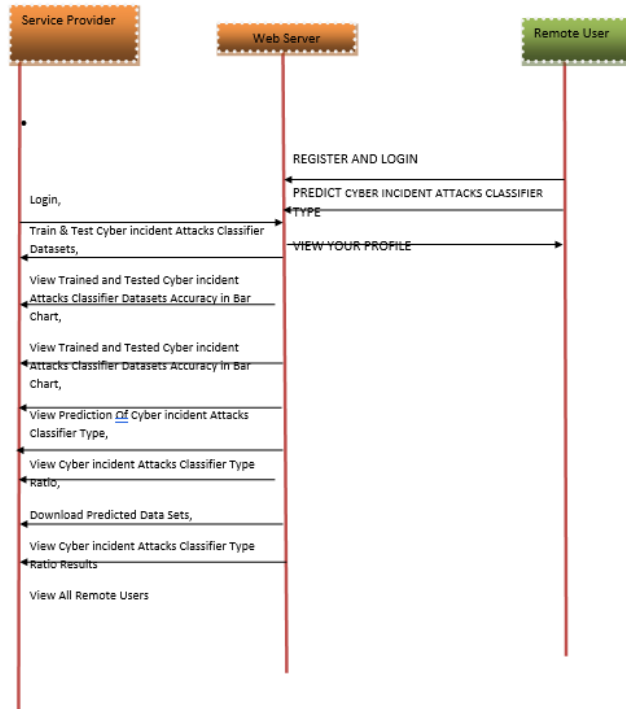 Service Provider
Web Server
Remote User
REGISTER AND LOGIN
PREDICT CYBER INCIDENT ATTACKS CLASSIFIER
TYPE
VIEW YOUR PROFILE
Login,
Train & Test Cyber incident Attacks Classifier
Datasets,
View Trained and Tested Cyber incident
Attacks Classifier Datasets Accuracy in Bar
Chart,
View Trained and Tested Cyber incident
Attacks Classifier Datasets Accuracy in Bar
Chart,
View Prediction Of Cyber incident Attacks
Classifier Type,
View Cyber incident Attacks Classifier Type
Ratio,
Download Predicted Data Sets,
View Cyber incident Attacks Classifier Type
Ratio Results
View All Remote Users